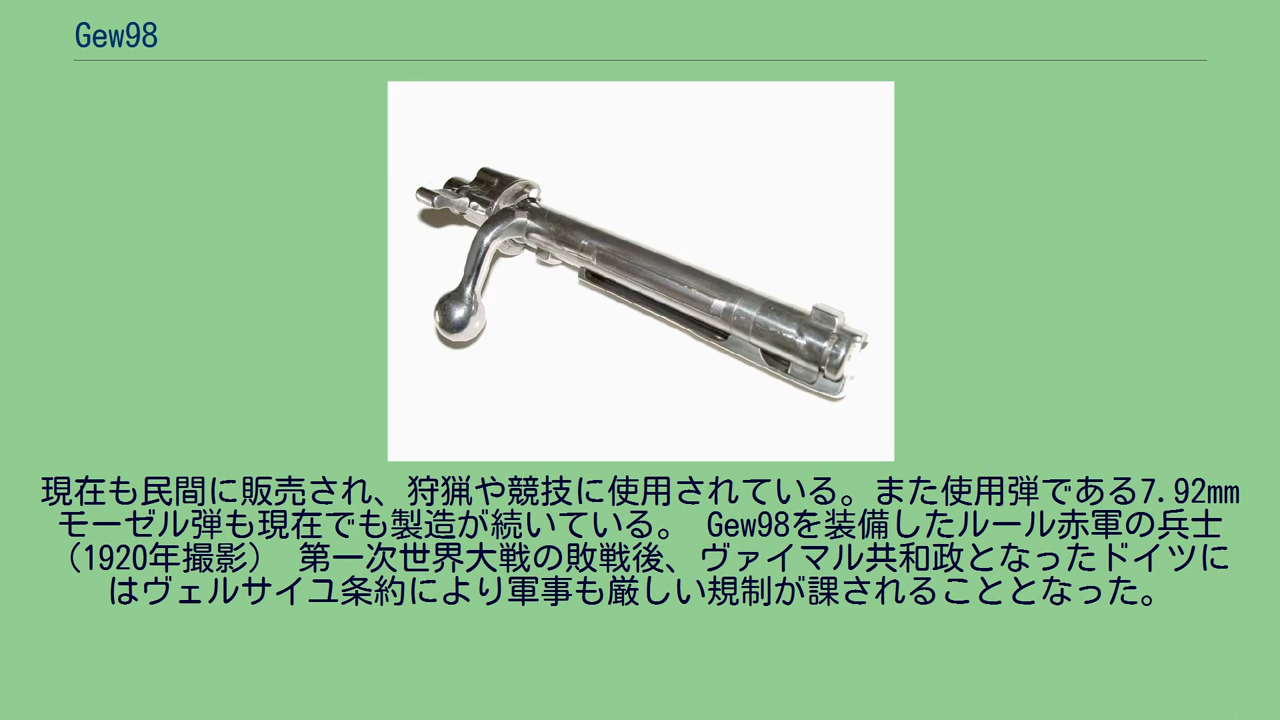 Gew98
現在も民間に販売され、狩猟や競技に使用されている。また使用弾である7.92mm
モーゼル弾も現在でも製造が続いている。 Gew98を装備したルール赤軍の兵士
（1920年撮影） 第一次世界大戦の敗戦後、ヴァイマル共和政となったドイツに
はヴェルサイユ条約により軍事も厳しい規制が課されることとなった。